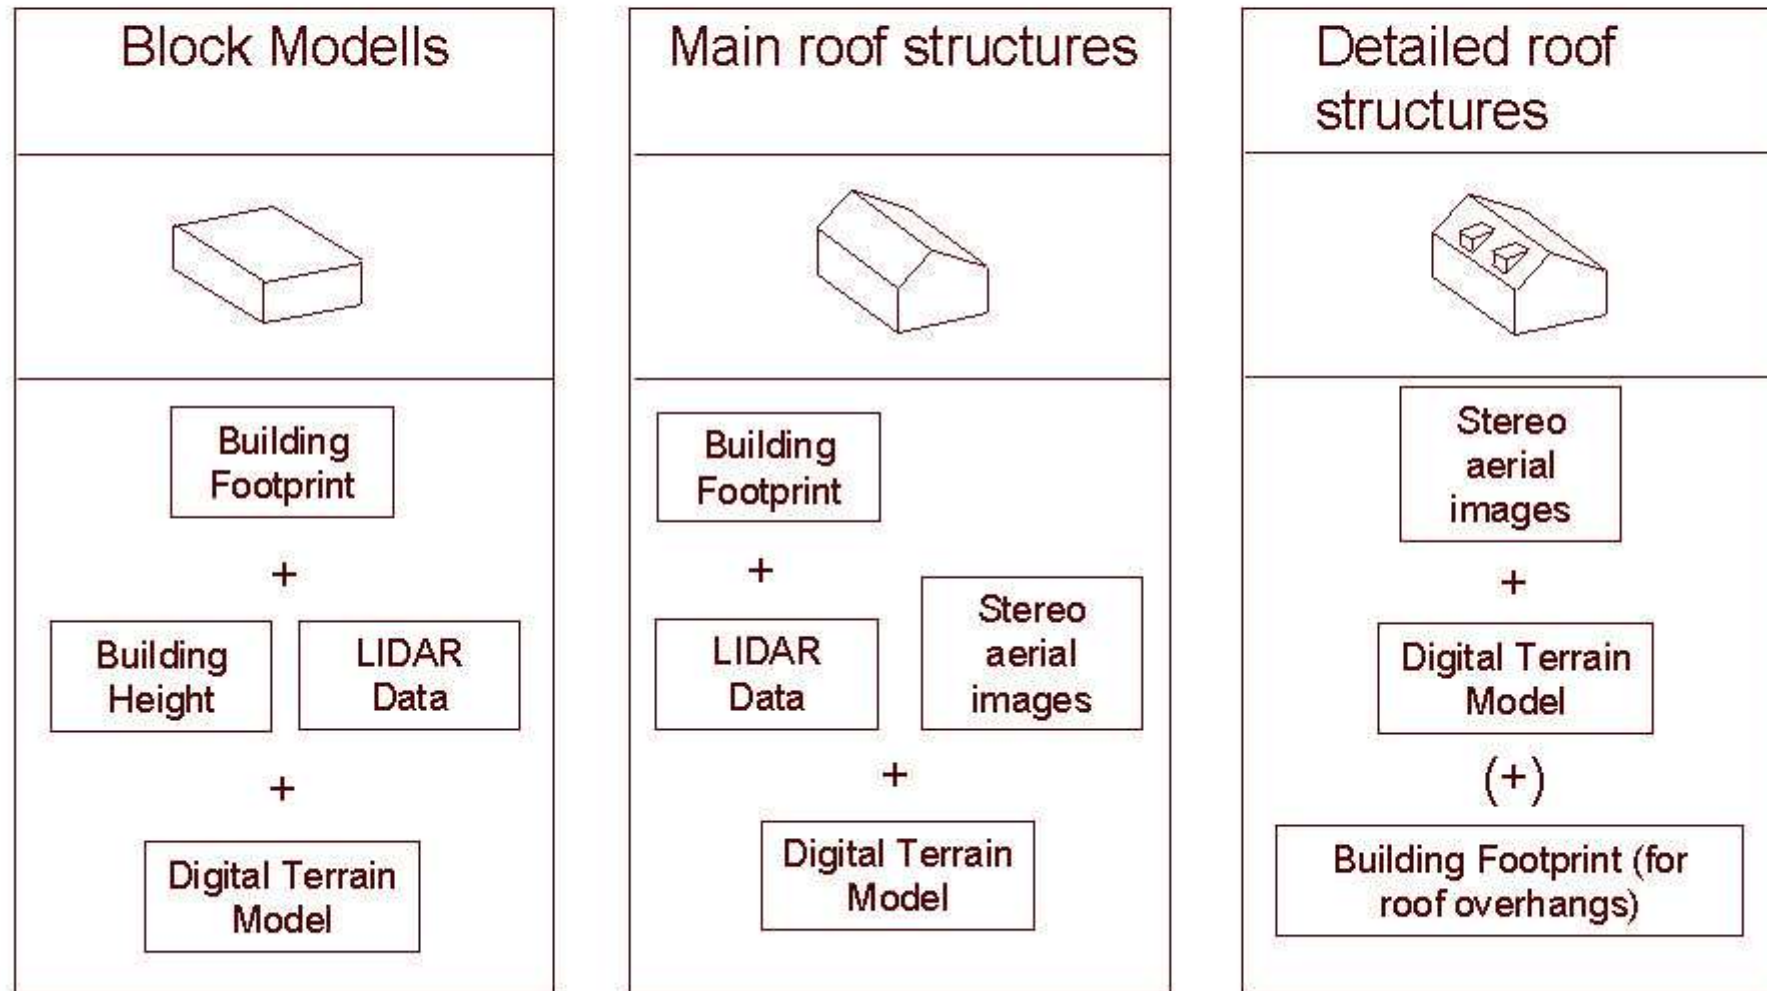 Block Modells
Building
Footprint
+
Building
Height
LIDAR
Data
+
Digital Terrain
Model
Main roof structures
Building
Footprint
+
LIDAR
Data
Stereo
aerial
images
+
Digital Terrain
Model
Detailed roof
structures
Stereo
aerial
images
+
Digital Terrain
Model
(+)
Building Footprint (for
roof overhangs)